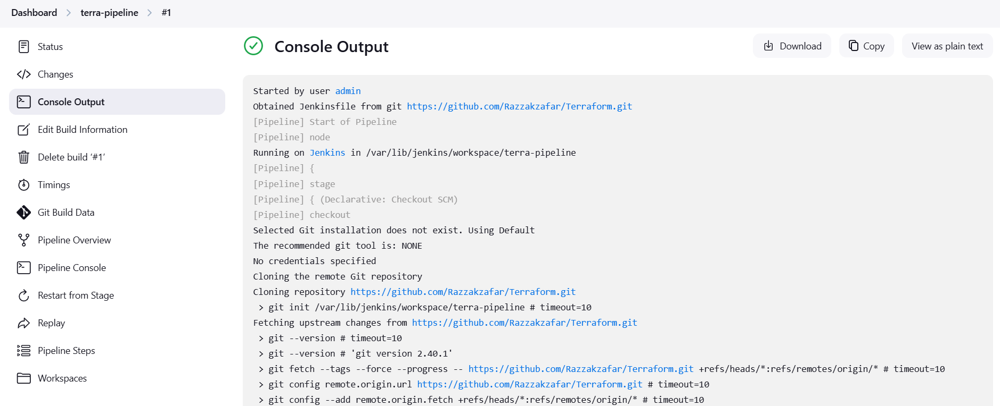 Dashboard > terra-pipeline > #1
Status
Changes
Console Output
Edit Build Information
Delete build ‘#1’
Timings
Git Build Data
Pipeline Overview
Pipeline Console
Restart from Stage
Replay
Pipeline Steps
Workspaces
Console Output
Download
Copy
View as plain text
Started by user admin
Obtained Jenkinsfile from git https://github.com/Razzakzafar/Terraform.git
[Pipeline] Start of Pipeline
[Pipeline] node
Running on Jenkins in /var/lib/jenkins/workspace/terra-pipeline
[Pipeline] {
[Pipeline] stage
[Pipeline] { (Declarative: Checkout SCM)
[Pipeline] checkout
Selected Git installation does not exist. Using Default
The recommended git tool is: NONE
No credentials specified
Cloning the remote Git repository
Cloning repository https://github.com/Razzakzafar/Terraform.git
 > git init /var/lib/jenkins/workspace/terra-pipeline # timeout=10
Fetching upstream changes from https://github.com/Razzakzafar/Terraform.git
 > git --version # timeout=10
 > git --version # 'git version 2.40.1'
 > git fetch --tags --force --progress -- https://github.com/Razzakzafar/Terraform.git +refs/heads/*:refs/remotes/origin/* # timeout=10
 > git config remote.origin.url https://github.com/Razzakzafar/Terraform.git # timeout=10
 > git config --add remote.origin.fetch +refs/heads/*:refs/remotes/origin/* # timeout=10